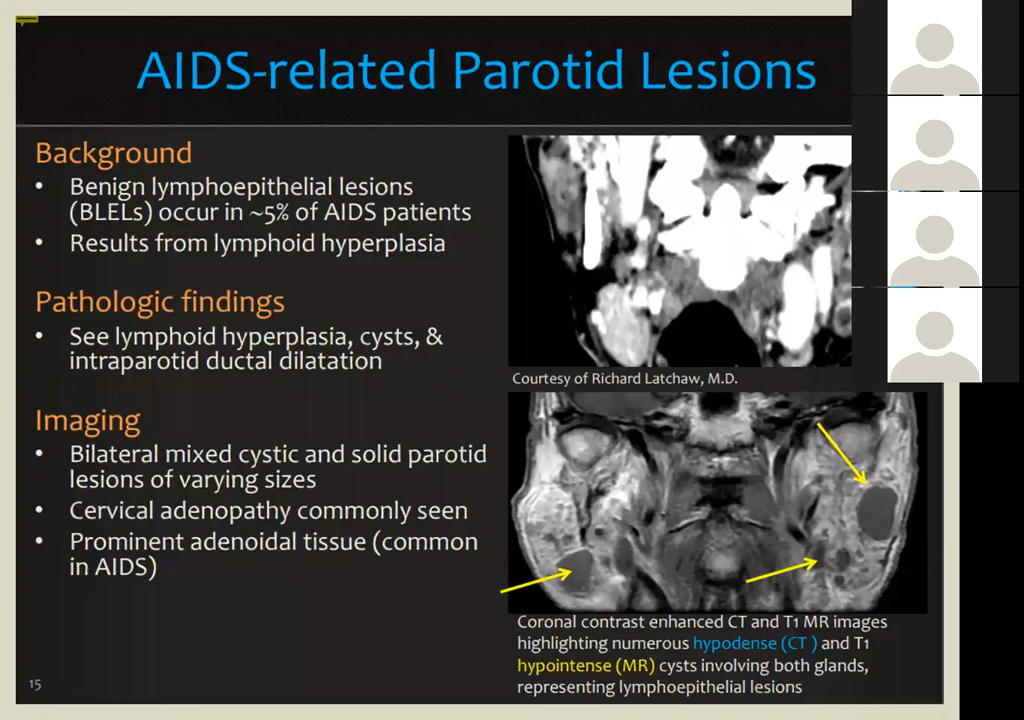 AIDS-related Parotid Lesions
Background
• Benign lymphoepithelial lesions
(BLELs) occur in ~5% of AIDS patients
• Results from lymphoid hyperplasia
Pathologic findings
• See lymphoid hyperplasia, cysts, &
intraparotid ductal dilatation
Imaging
• Bilateral mixed cystic and solid parotid
lesions of varying sizes
• Cervical adenopathy commonly seen
• Prominent adenoidal tissue (common
in AIDS)
15
Courtesy of Richard Latchaw, M.D.
Coronal contrast enhanced CT and T1 MR images
highlighting numerous hypodense (CT ) and T1
hypointense (MR) cysts involving both glands,
representing lymphoepithelial lesions